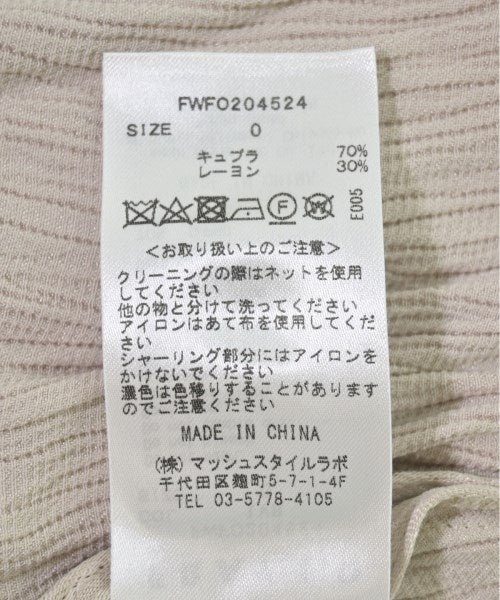 FWFO204524
SIZE 0
キュプラ 70%
レーヨン 30%
F W
E005
<お取り扱い上のご注意>
クリーニングの際はネットを使用
してください
他の物と分けて洗ってください
アイロンはあて布を使用してくだ
さい
シャーリング部分にはアイロンを
かけないでください
濃色は色移りすることがあります
のでご注意ください
MADE IN CHINA
(株) マッシュスタイルラボ
千代田区麹町5-7-1-4F
TEL 03-5778-4105